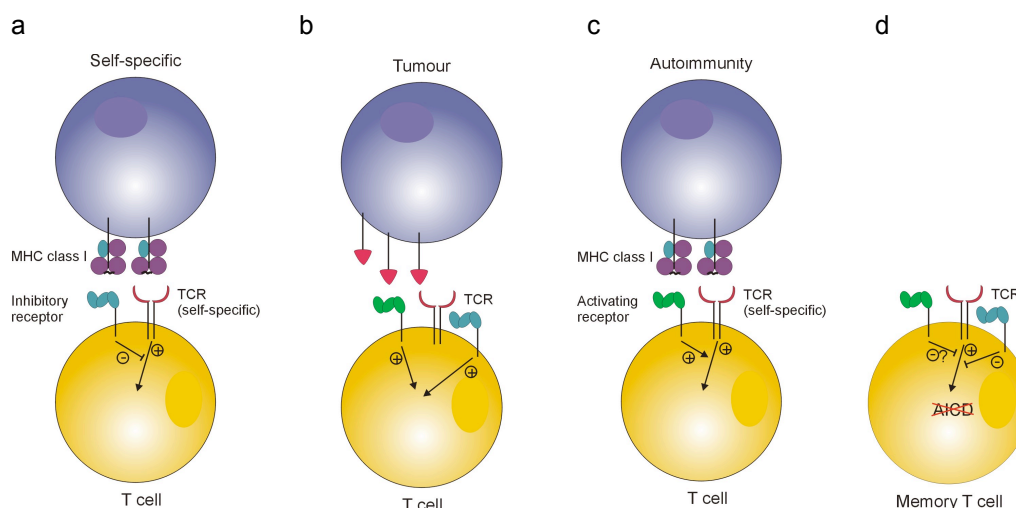 a
Self-specific
MHC class I
Inhibitory
receptor
TCR
(self-specific)
-
+
T cell
b
Tumour
TCR
+
+
T cell
c
Autoimmunity
MHC class I
Activating
receptor
TCR
(self-specific)
+
+
T cell
d
TCR
-?
+
-
AICD
Memory T cell